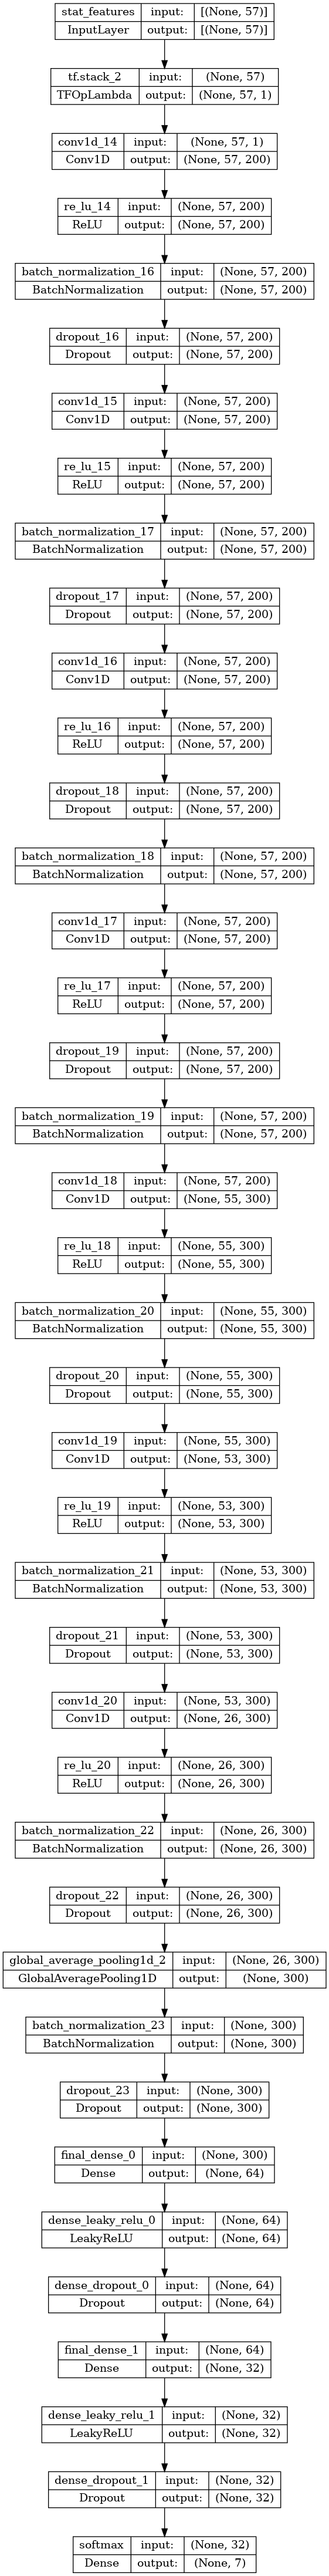 stat_features input: [(None, 57)]
InputLayer output: [(None, 57)]
tf.stack_2 input: (None, 57)
TFOpLambda output: (None, 57, 1)
conv1d_14 input: (None, 57, 1)
Conv1D output: (None, 57, 200)
re_lu_14 input: (None, 57, 200)
ReLU output: (None, 57, 200)
batch_normalization_16 input: (None, 57, 200)
BatchNormalization output: (None, 57, 200)
dropout_16 input: (None, 57, 200)
Dropout output: (None, 57, 200)
conv1d_15 input: (None, 57, 200)
Conv1D output: (None, 57, 200)
re_lu_15 input: (None, 57, 200)
ReLU output: (None, 57, 200)
batch_normalization_17 input: (None, 57, 200)
BatchNormalization output: (None, 57, 200)
dropout_17 input: (None, 57, 200)
Dropout output: (None, 57, 200)
conv1d_16 input: (None, 57, 200)
Conv1D output: (None, 57, 200)
re_lu_16 input: (None, 57, 200)
ReLU output: (None, 57, 200)
dropout_18 input: (None, 57, 200)
Dropout output: (None, 57, 200)
batch_normalization_18 input: (None, 57, 200)
BatchNormalization output: (None, 57, 200)
conv1d_17 input: (None, 57, 200)
Conv1D output: (None, 57, 200)
re_lu_17 input: (None, 57, 200)
ReLU output: (None, 57, 200)
dropout_19 input: (None, 57, 200)
Dropout output: (None, 57, 200)
batch_normalization_19 input: (None, 57, 200)
BatchNormalization output: (None, 57, 200)
conv1d_18 input: (None, 57, 200)
Conv1D output: (None, 55, 300)
re_lu_18 input: (None, 55, 300)
ReLU output: (None, 55, 300)
batch_normalization_20 input: (None, 55, 300)
BatchNormalization output: (None, 55, 300)
dropout_20 input: (None, 55, 300)
Dropout output: (None, 55, 300)
conv1d_19 input: (None, 55, 300)
Conv1D output: (None, 53, 300)
re_lu_19 input: (None, 53, 300)
ReLU output: (None, 53, 300)
batch_normalization_21 input: (None, 53, 300)
BatchNormalization output: (None, 53, 300)
dropout_21 input: (None, 53, 300)
Dropout output: (None, 53, 300)
conv1d_20 input: (None, 53, 300)
Conv1D output: (None, 26, 300)
re_lu_20 input: (None, 26, 300)
ReLU output: (None, 26, 300)
batch_normalization_22 input: (None, 26, 300)
BatchNormalization output: (None, 26, 300)
dropout_22 input: (None, 26, 300)
Dropout output: (None, 26, 300)
global_average_pooling1d_2 input: (None, 26, 300)
GlobalAveragePooling1D output: (None, 300)
batch_normalization_23 input: (None, 300)
BatchNormalization output: (None, 300)
dropout_23 input: (None, 300)
Dropout output: (None, 300)
final_dense_0 input: (None, 300)
Dense output: (None, 64)
dense_leaky_relu_0 input: (None, 64)
LeakyReLU output: (None, 64)
dense_dropout_0 input: (None, 64)
Dropout output: (None, 64)
final_dense_1 input: (None, 64)
Dense output: (None, 32)
dense_leaky_relu_1 input: (None, 32)
LeakyReLU output: (None, 32)
dense_dropout_1 input: (None, 32)
Dropout output: (None, 32)
softmax input: (None, 32)
Dense output: (None, 7)